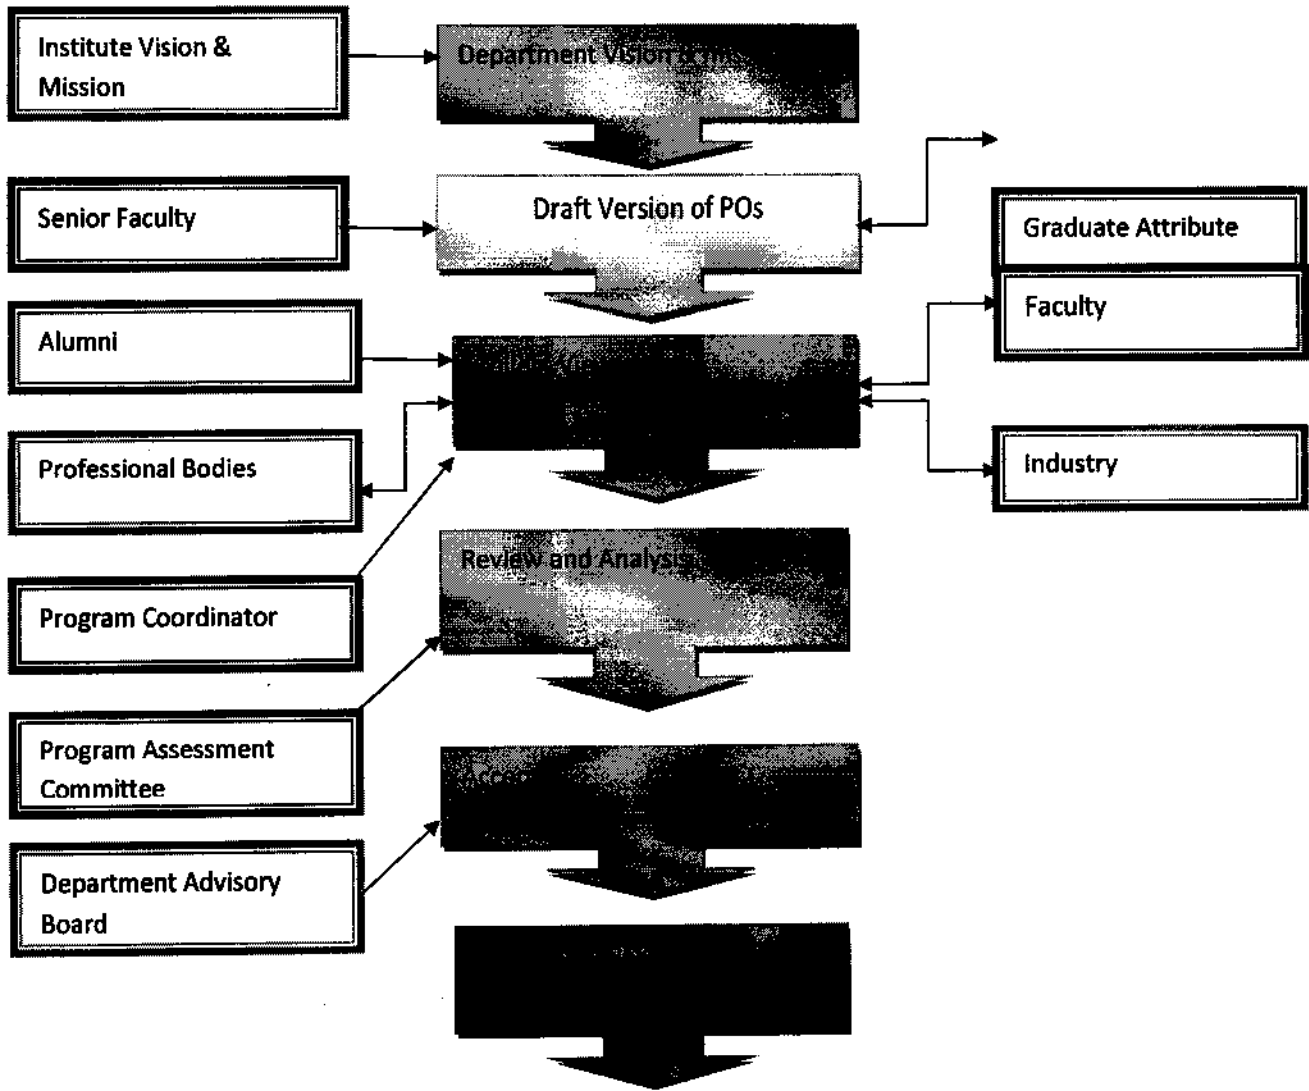 Institute Vision &
Mission
Department Vision &
Senior Faculty
Draft Version of POs
Graduate Attribute
Alumni
Faculty
Professional Bodies
Industry
Review and Analysis
Program Coordinator
Program Assessment
Committee
Department Advisory
Board